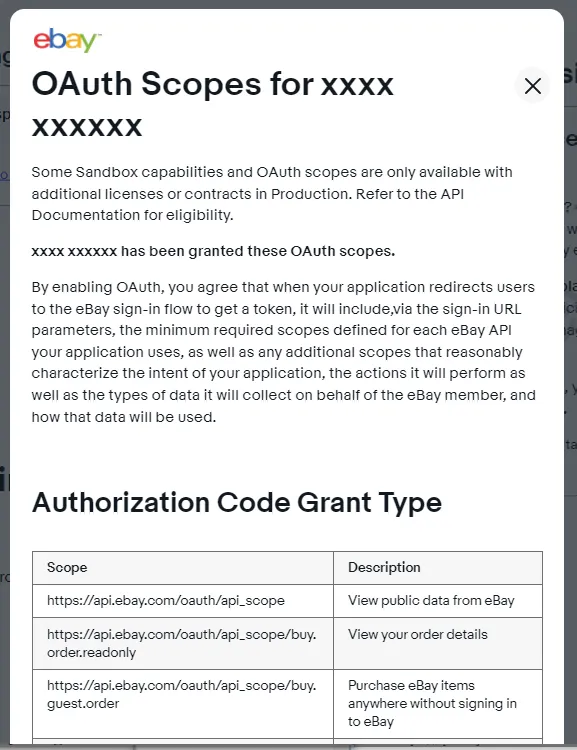 ebay
OAuth Scopes for xxxx
xxxxxx
Some Sandbox capabilities and OAuth scopes are only available with
additional licenses or contracts in Production. Refer to the API
Documentation for eligibility.
xxxx xxxxxx has been granted these OAuth scopes.
By enabling OAuth, you agree that when your application redirects users
to the eBay sign-in flow to get a token, it will include,via the sign-in URL
parameters, the minimum required scopes defined for each eBay API
your application uses, as well as any additional scopes that reasonably
characterize the intent of your application, the actions it will perform as
well as the types of data it will collect on behalf of the eBay member, and
how that data will be used.
Authorization Code Grant Type
Scope Description
https://api.ebay.com/oauth/api_scope View public data from eBay
https://api.ebay.com/oauth/api_scope/buy. View your order details
order.readonly
https://api.ebay.com/oauth/api_scope/buy. Purchase eBay items
guest.order anywhere without signing in
to eBay